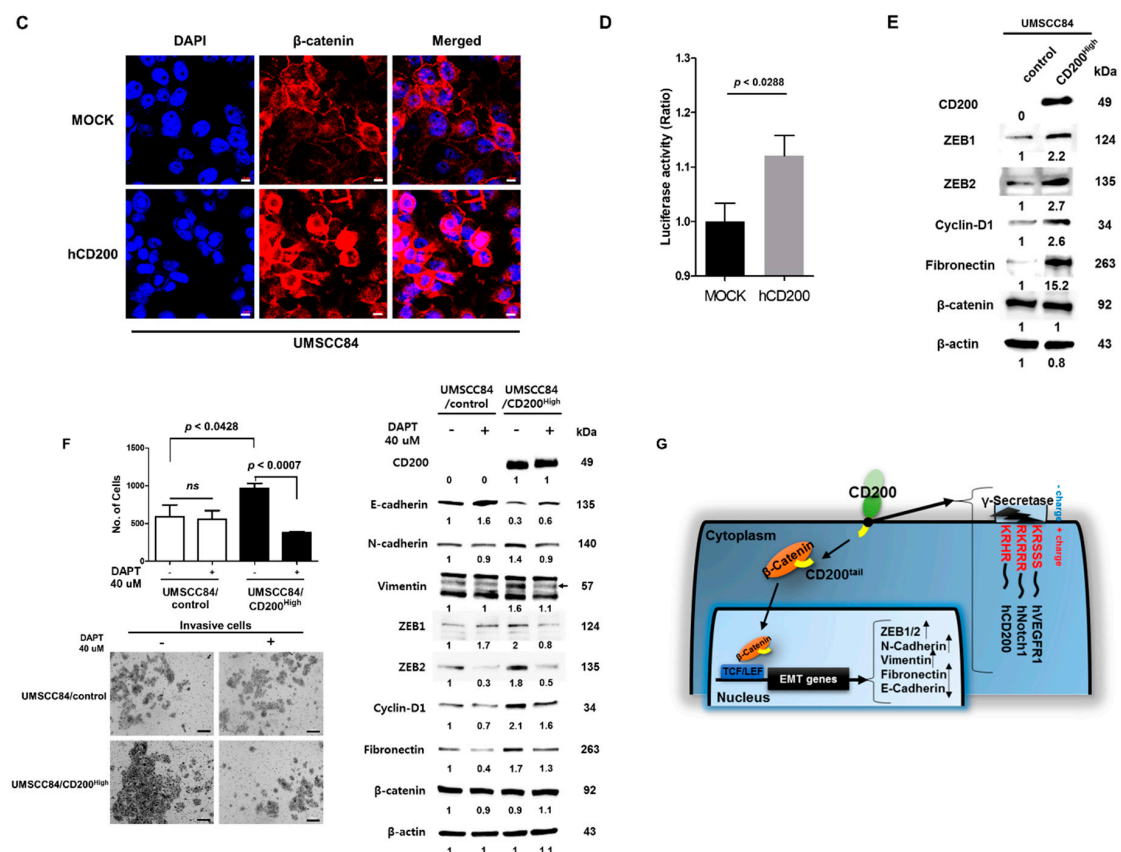 C
DAPI β-catenin Merged
MOCK
hCD200
UMSCC84
D
p < 0.0288
Luciferase activity (Ratio)
1.3
1.2
1.1
1.0
0.9
MOCK hCD200
E
UMSCC84
control CD200High kDa
CD200 49
0
ZEB1 124
1 2.2
ZEB2 135
1 2.7
Cyclin-D1 34
1 2.6
Fibronectin 263
1 15.2
β-catenin 92
1 1
β-actin 43
1 0.8
F
p < 0.0428
p < 0.0007
ns
No. of Cells
1500
1000
500
0
DAPT - + - +
40 uM
UMSCC84/ UMSCC84/
control CD200High
Invasive cells
DAPT - +
40 uM
UMSCC84/control
UMSCC84/CD200High
UMSCC84 UMSCC84
/control /CD200High
DAPT - + - + kDa
40 uM
CD200 49
0 0 1 1
E-cadherin 135
1 1.6 0.3 0.6
N-cadherin 140
1 0.9 1.4 0.9
Vimentin 57
1 1 1.6 1.1
ZEB1 124
1 1.7 2 0.8
ZEB2 135
1 0.3 1.8 0.5
Cyclin-D1 34
1 0.7 2.1 1.6
Fibronectin 263
1 0.4 1.7 1.3
β-catenin 92
1 0.9 0.9 1.1
β-actin 43
1 1 1 1.1
G
CD200
γ-Secretase
- charge
+ charge
Cytoplasm
β-Catenin
CD200tail
KRHR
RKRRR
KRSSS
hCD200
hNotch1
hVEGFR1
β-Catenin
TCF/LEF
EMT genes
Nucleus
ZEB1/2
N-Cadherin
Vimentin
Fibronectin
E-Cadherin